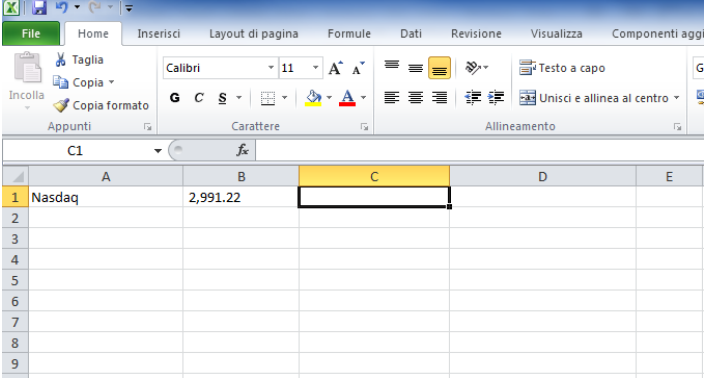 File Home Inserisci Layout di pagina Formule Dati Revisione Visualizza Componenti aggi
Incolla
Taglia
Copia
Copia formato
Calibri 11 A A
G C S A
Testo a capo
Unisci e allinea al centro
G
Appunti Carattere Allineamento
C1 fx
A B C D E
1 Nasdaq 2,991.22
2
3
4
5
6
7
8
9